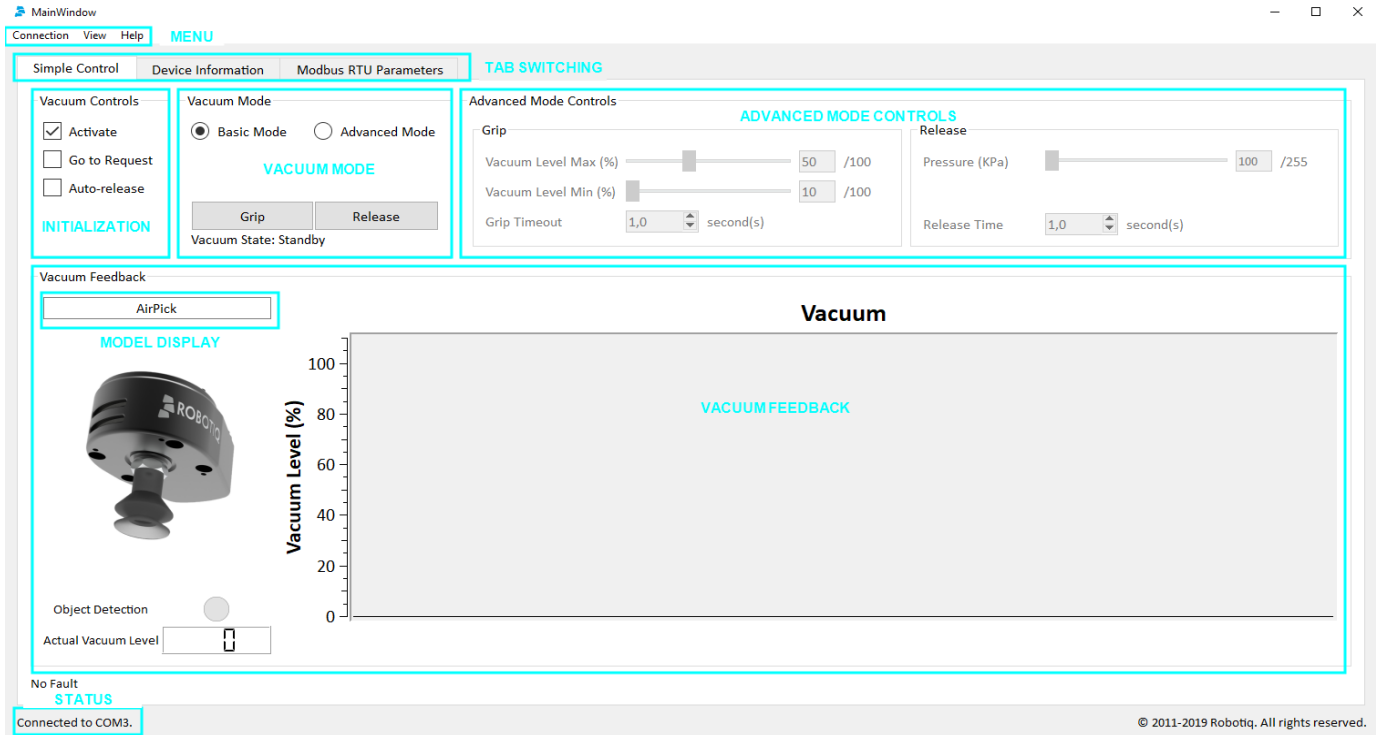 MainWindow
Connection View Help MENU
Simple Control Device Information Modbus RTU Parameters TAB SWITCHING
Vacuum Controls Vacuum Mode Advanced Mode Controls
ADVANCED MODE CONTROLS
Activate Basic Mode Advanced Mode Grip Release
Go to Request VACUUM MODE Vacuum Level Max (%) 50 /100 Pressure (KPa) 100 /255
Auto-release Vacuum Level Min (%) 10 /100
INITIALIZATION Grip Release Grip Timeout 1,0 second(s) Release Time 1,0 second(s)
Vacuum State: Standby
Vacuum Feedback
AirPick Vacuum
MODEL DISPLAY
ROBOTIQ
Vacuum Level (%)
100
80
60
40
20
0
VACUUM FEEDBACK
Object Detection
Actual Vacuum Level 0
No Fault
STATUS
Connected to COM3. © 2011-2019 Robotiq. All rights reserved.